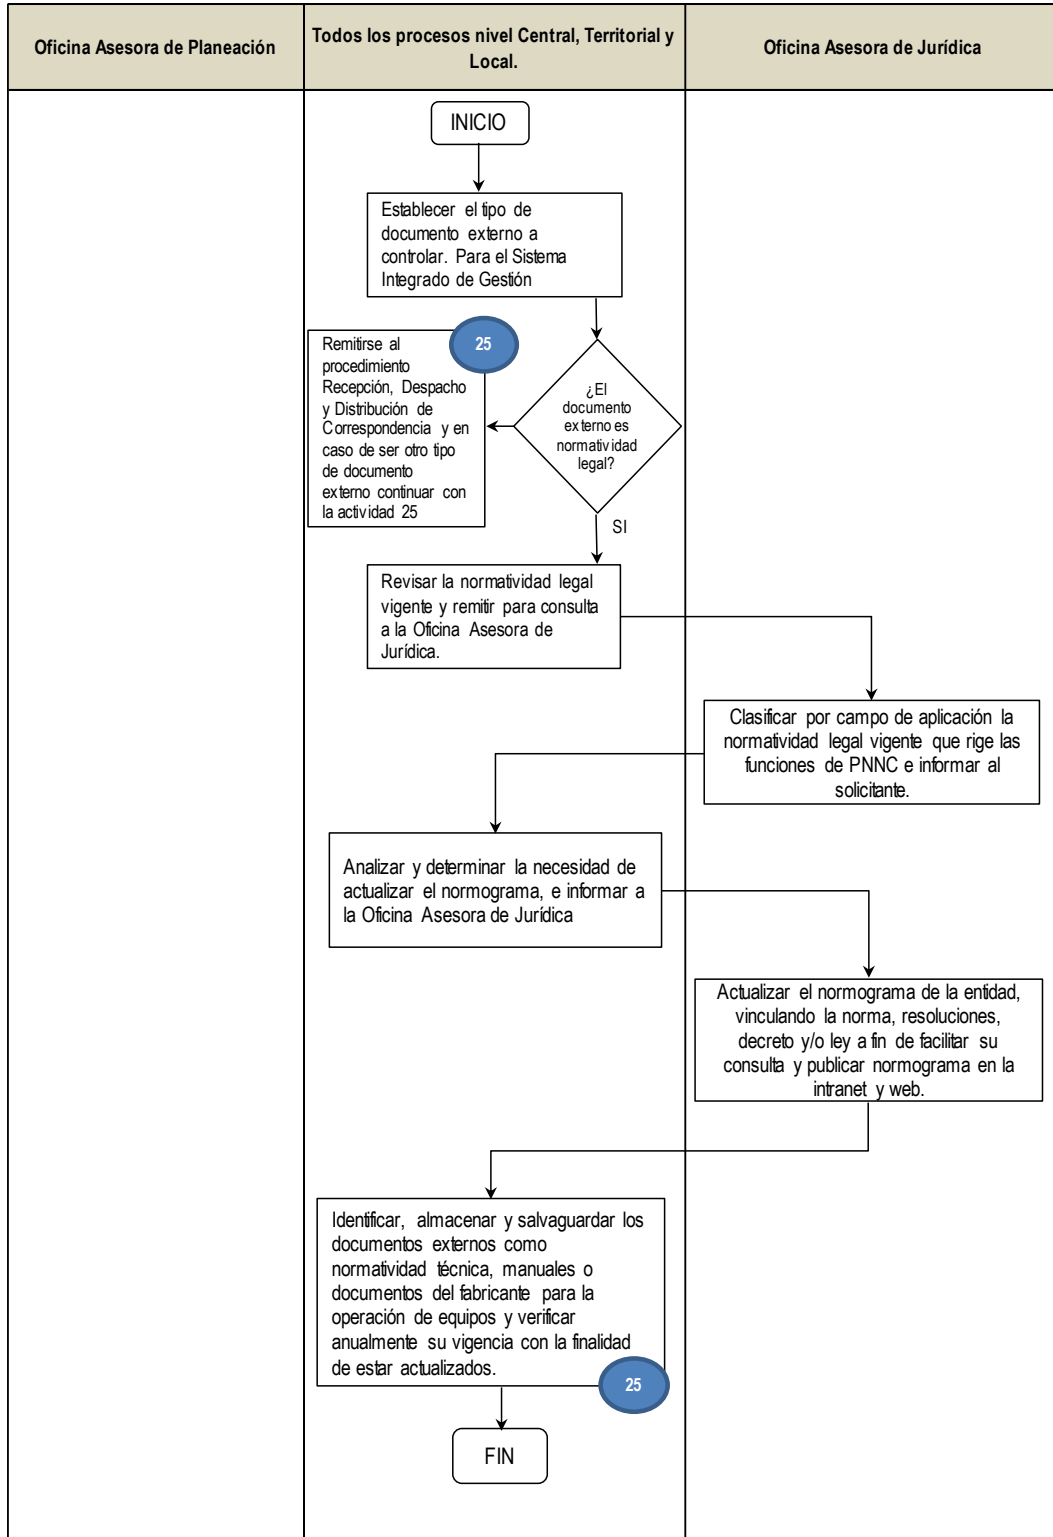 Oficina Asesora de Planeación
Todos los procesos nivel Central, Territorial y
Local.
Oficina Asesora de Jurídica
INICIO
Establecer el tipo de
documento externo a
controlar. Para el Sistema
Integrado de Gestión
25
Remitirse al
procedimiento
Recepción, Despacho
y Distribución de
Correspondencia y en
caso de ser otro tipo
de documento
externo continuar con
la actividad 25
¿El
documento
externo es
normatividad
legal?
SI
Revisar la normatividad legal
vigente y remitir para consulta
a la Oficina Asesora de
Jurídica.
Clasificar por campo de aplicación la
normatividad legal vigente que rige las
funciones de PNNC e informar al
solicitante.
Analizar y determinar la necesidad de
actualizar el normograma, e informar a
la Oficina Asesora de Jurídica
Actualizar el normograma de la entidad,
vinculando la norma, resoluciones,
decreto y/o ley a fin de facilitar su
consulta y publicar normograma en la
intranet y web.
Identificar, almacenar y salvaguardar los
documentos externos como
normatividad técnica, manuales o
documentos del fabricante para la
operación de equipos y verificar
anualmente su vigencia con la finalidad
de estar actualizados.
25
FIN